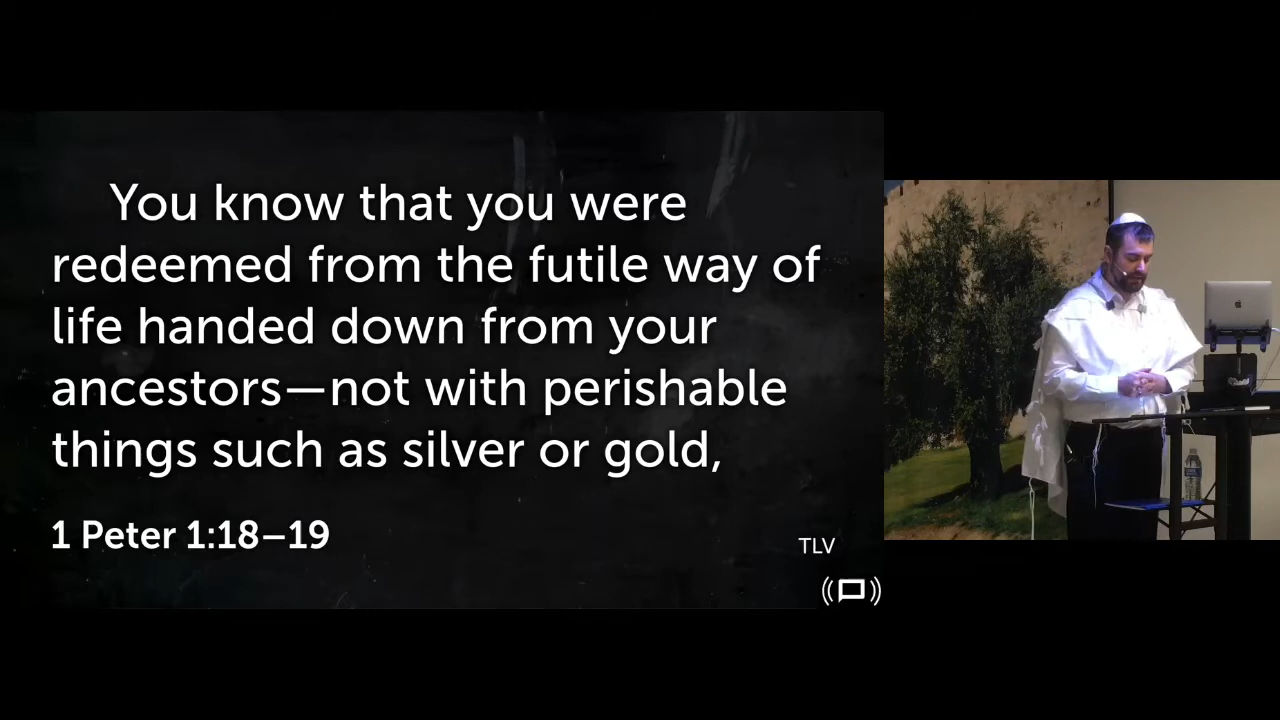 You know that you were
redeemed from the futile way of
life handed down from your
ancestors—not with perishable
things such as silver or gold,
1 Peter 1:18–19
TLV